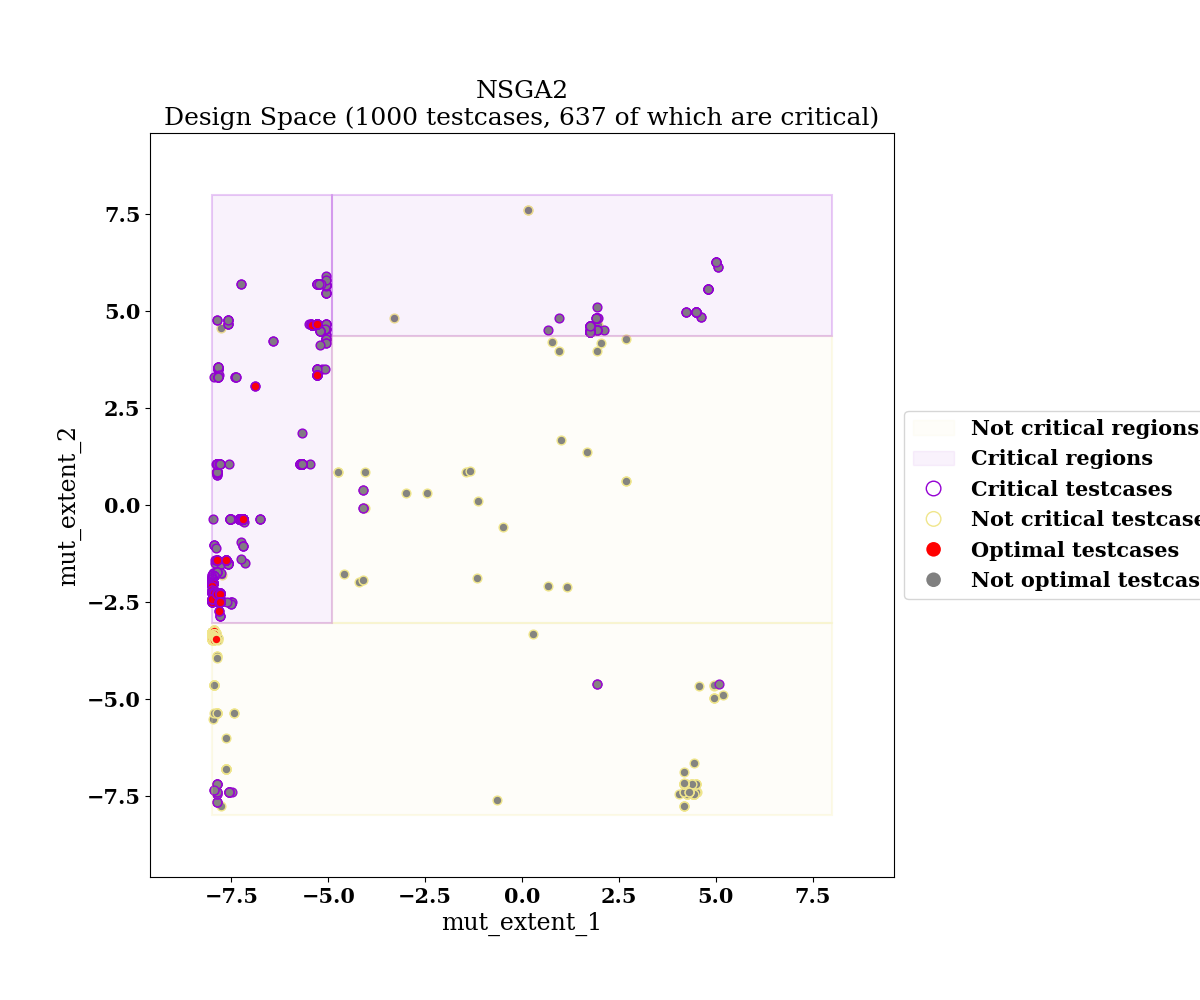 NSGA2
Design Space (1000 testcases, 637 of which are critical)
7.5
5.0
2.5
0.0
−2.5
−5.0
−7.5
mut_extent_2
−7.5 −5.0 −2.5 0.0 2.5 5.0 7.5
mut_extent_1
Not critical regions
Critical regions
Critical testcases
Not critical testcase
Optimal testcases
Not optimal testcas